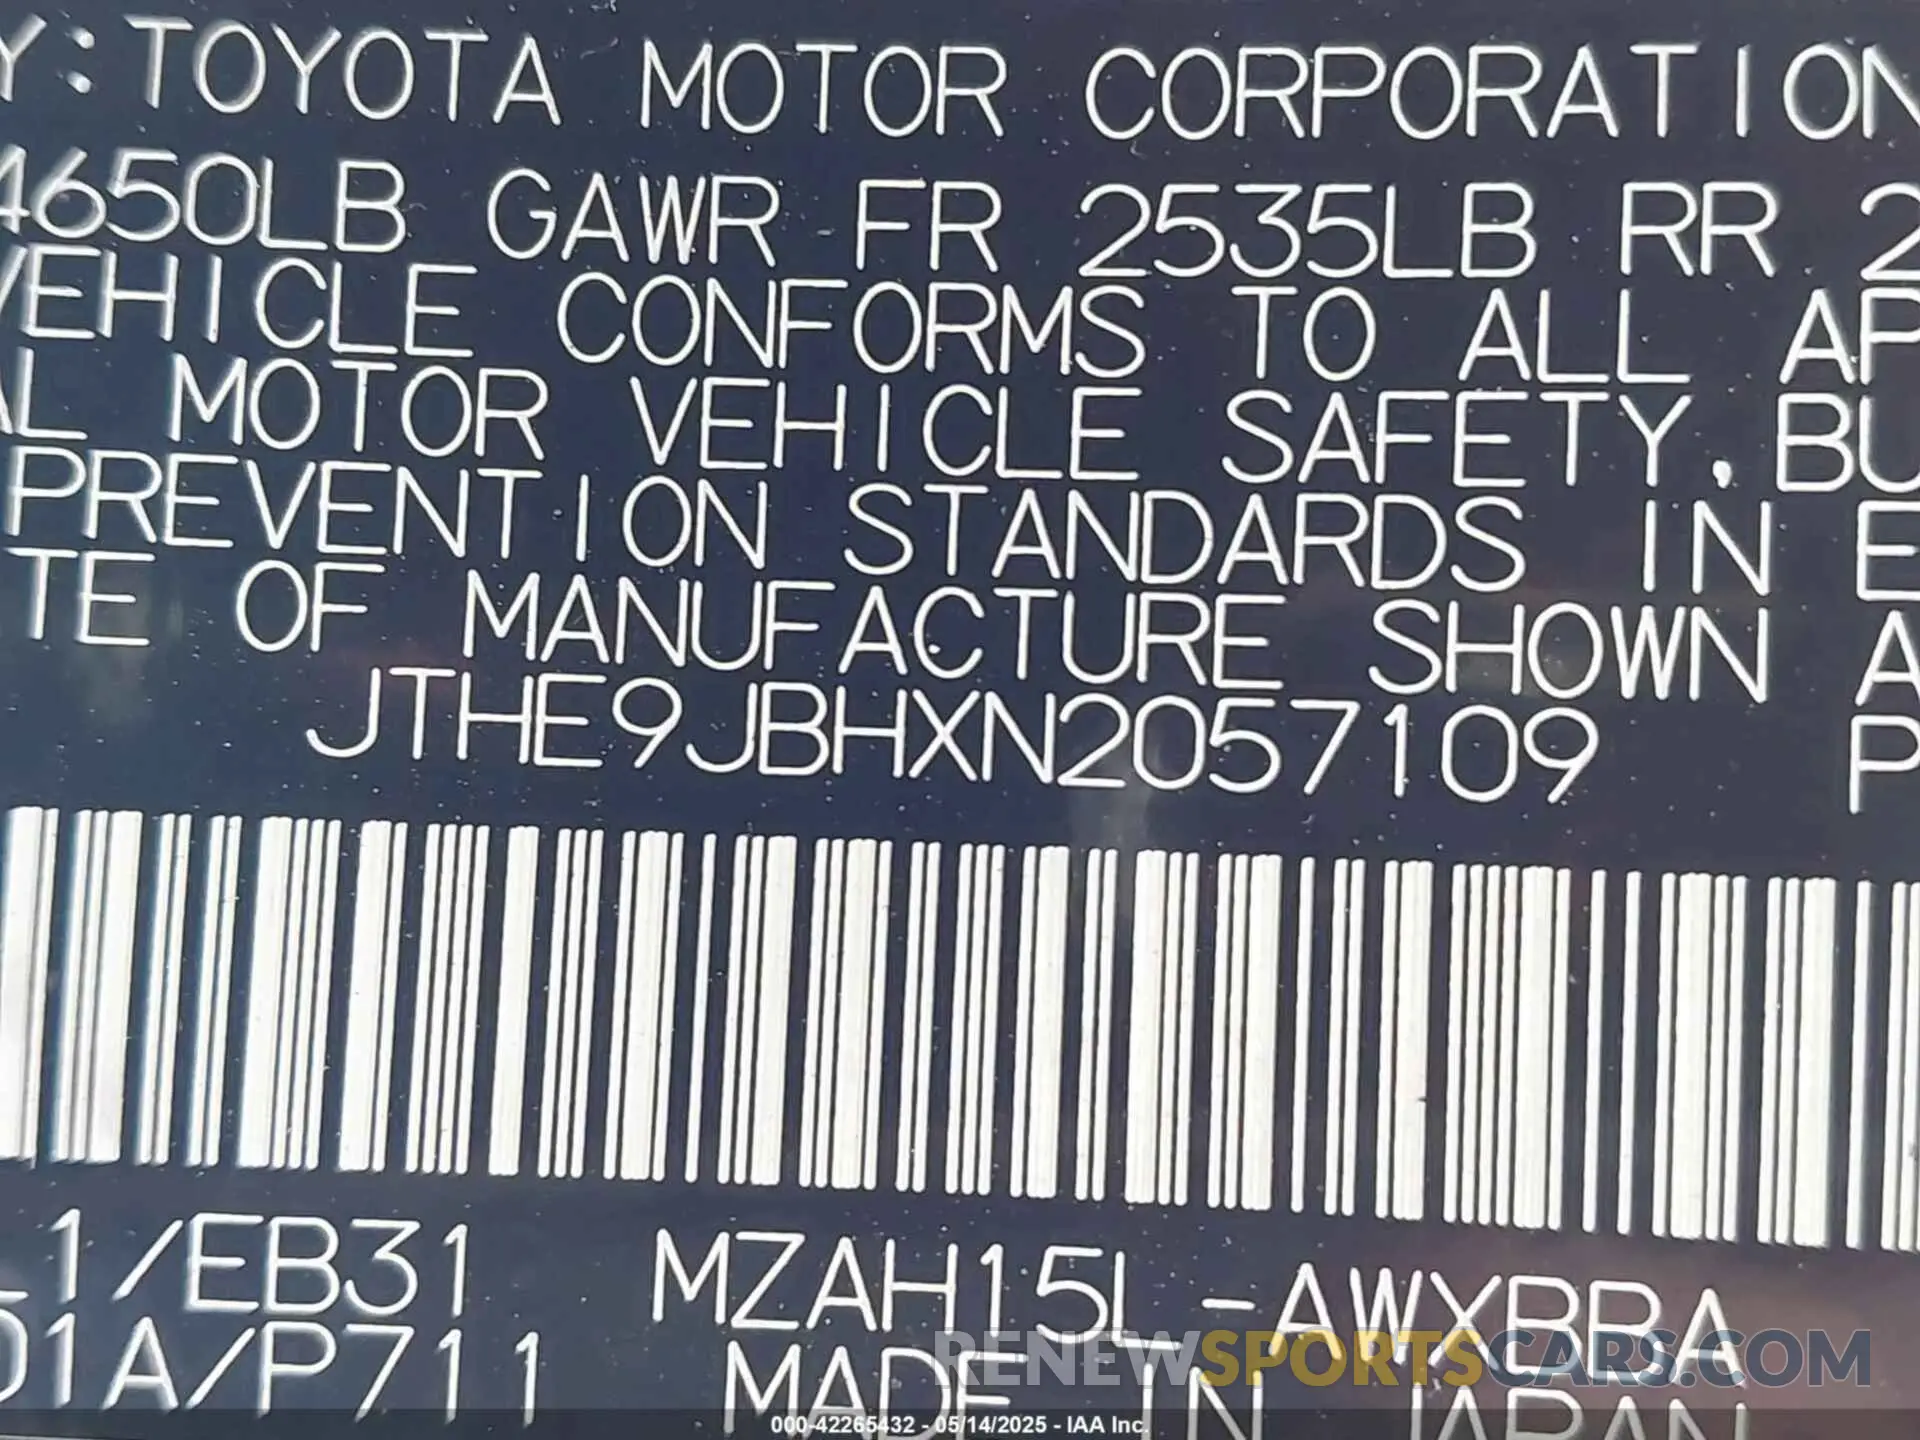 Y:TOYOTA MOTOR CORPORATION
4650LB GAWR FR 2535LB RR 2
VEHICLE CONFORMS TO ALL AP
AL MOTOR VEHICLE SAFETY, BU
PREVENTION STANDARDS IN E
TE OF MANUFACTURE SHOWN A
JTHE9JBHXN2057109 P
L1/EB31 MZAH15L-AWXBBA
01A/P711 MADE IN JAPAN
RENEWSPORTSCARS.COM
000-42265432 - 05/14/2025 - IAA Inc.